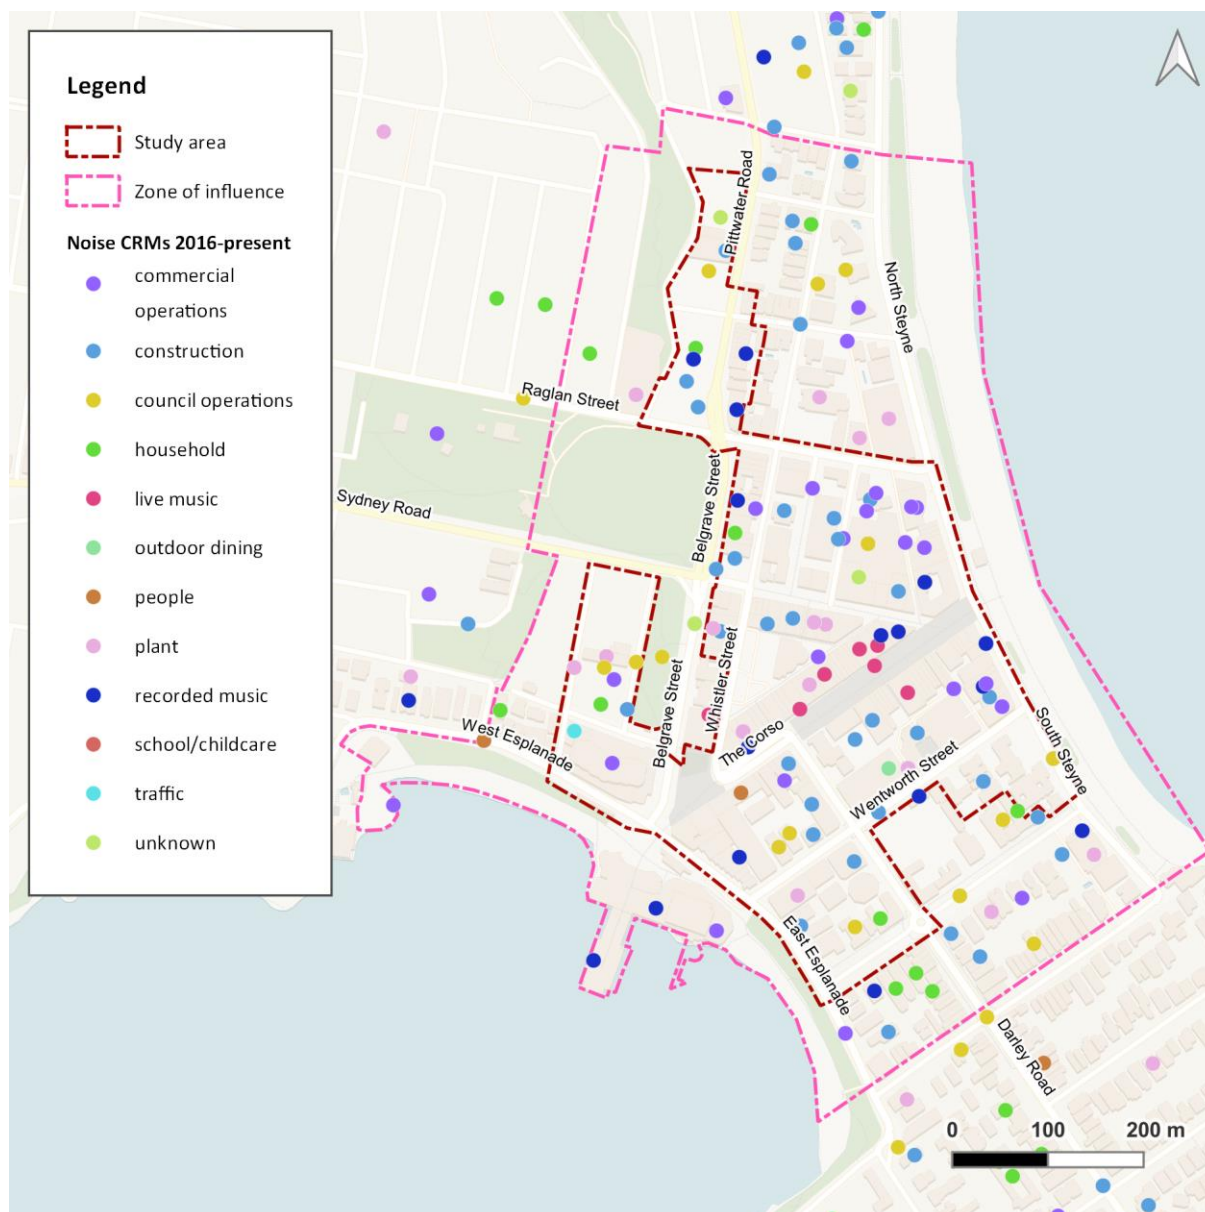 Legend
Study area
Zone of influence
Noise CRMs 2016-present
commercial
operations
construction
council operations
household
live music
outdoor dining
people
plant
recorded music
school/childcare
traffic
unknown
Pittwater Road
North Steyne
Raglan Street
Belgrave Street
Sydney Road
Whistler Street
Belgrave Street
West Esplanade
The Corso
South Steyne
Wentworth Street
East Esplanade
Darley Road
0 100 200 m